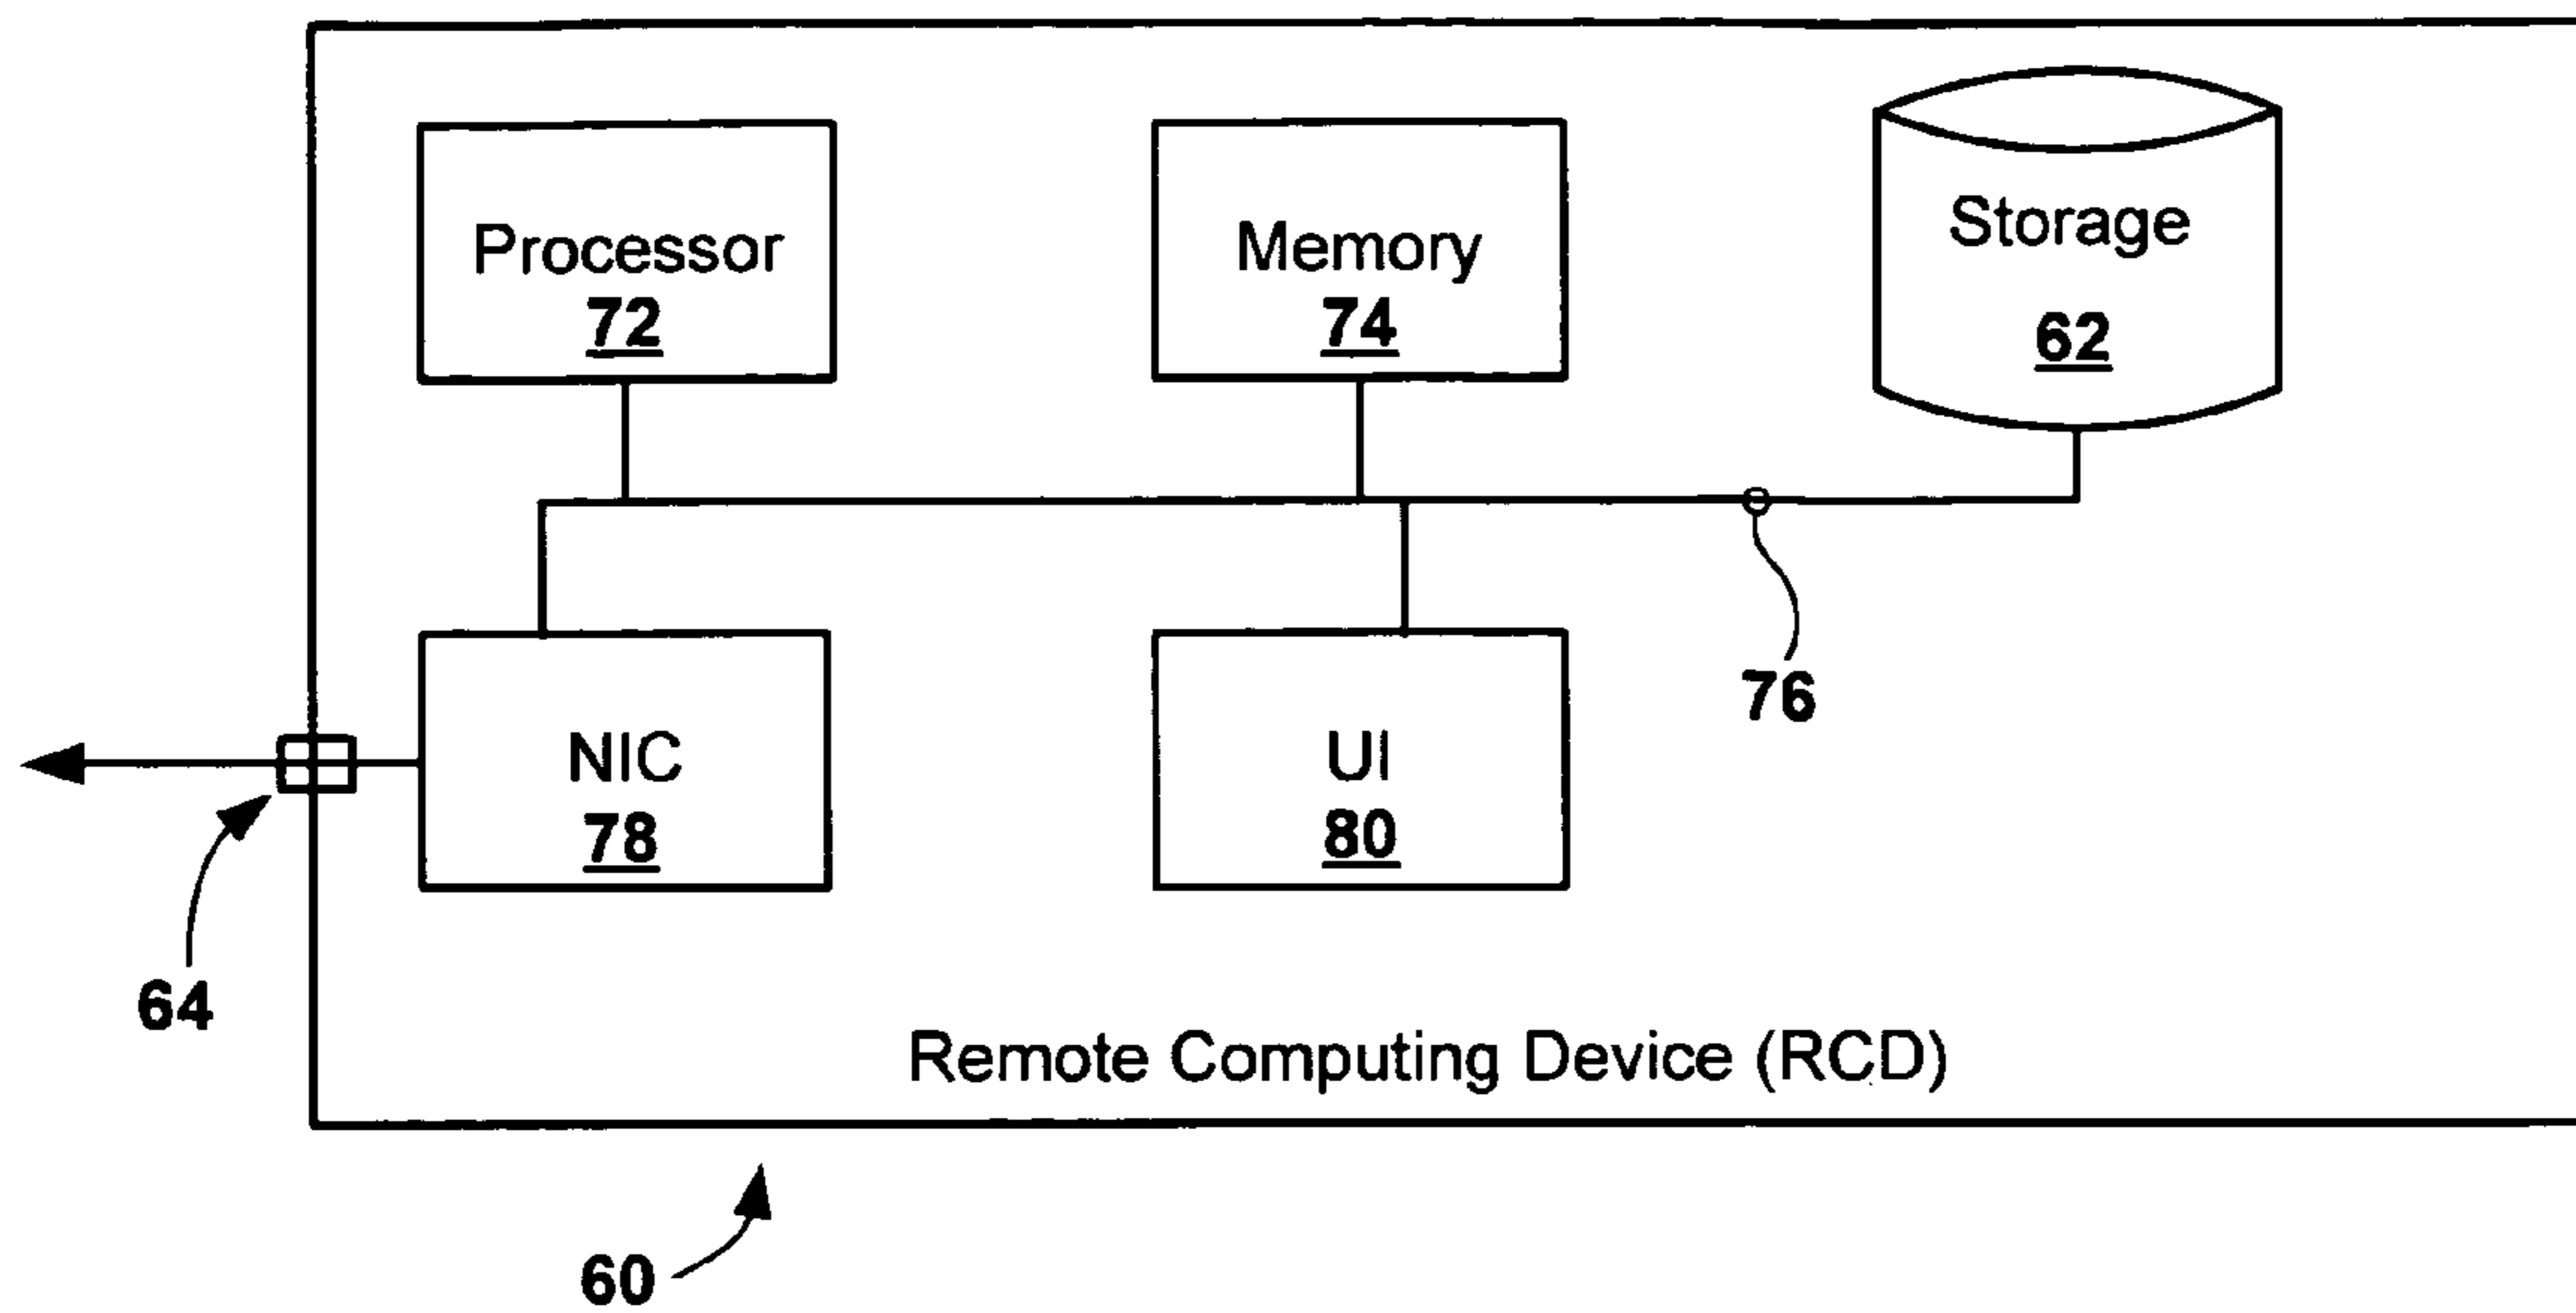 Processor
72
Memory
74
Storage
62
76
NIC
78
UI
80
64
Remote Computing Device (RCD)
60